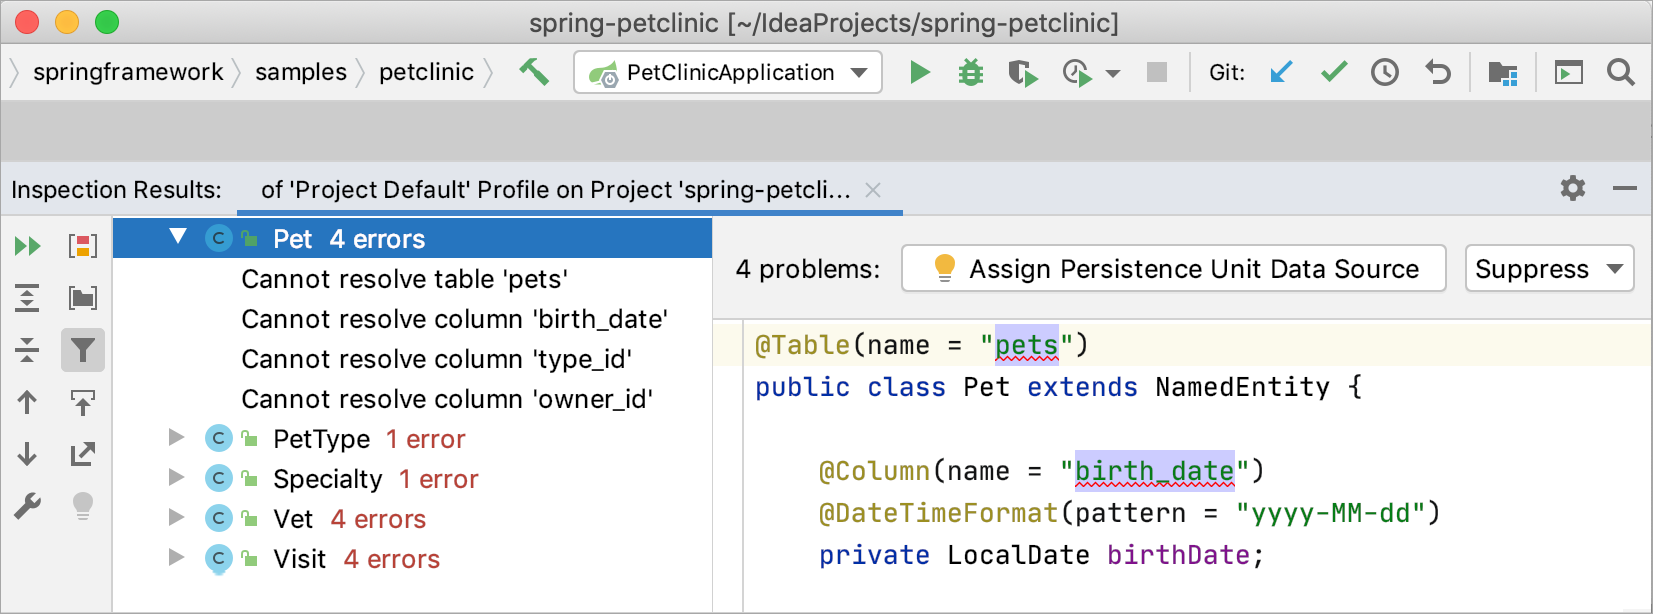 spring-petclinic [~/IdeaProjects/spring-petclinic]
springframework samples petclinic PetClinicApplication Git:
Inspection Results: of 'Project Default' Profile on Project 'spring-petcli...
C Pet 4 errors
Cannot resolve table 'pets'
Cannot resolve column 'birth_date'
Cannot resolve column 'type_id'
Cannot resolve column 'owner_id'
C PetType 1 error
C Specialty 1 error
C Vet 4 errors
C Visit 4 errors
4 problems: Assign Persistence Unit Data Source Suppress
@Table(name = "pets")
public class Pet extends NamedEntity {
@Column(name = "birth_date")
@DateTimeFormat(pattern = "yyyy-MM-dd")
private LocalDate birthDate;